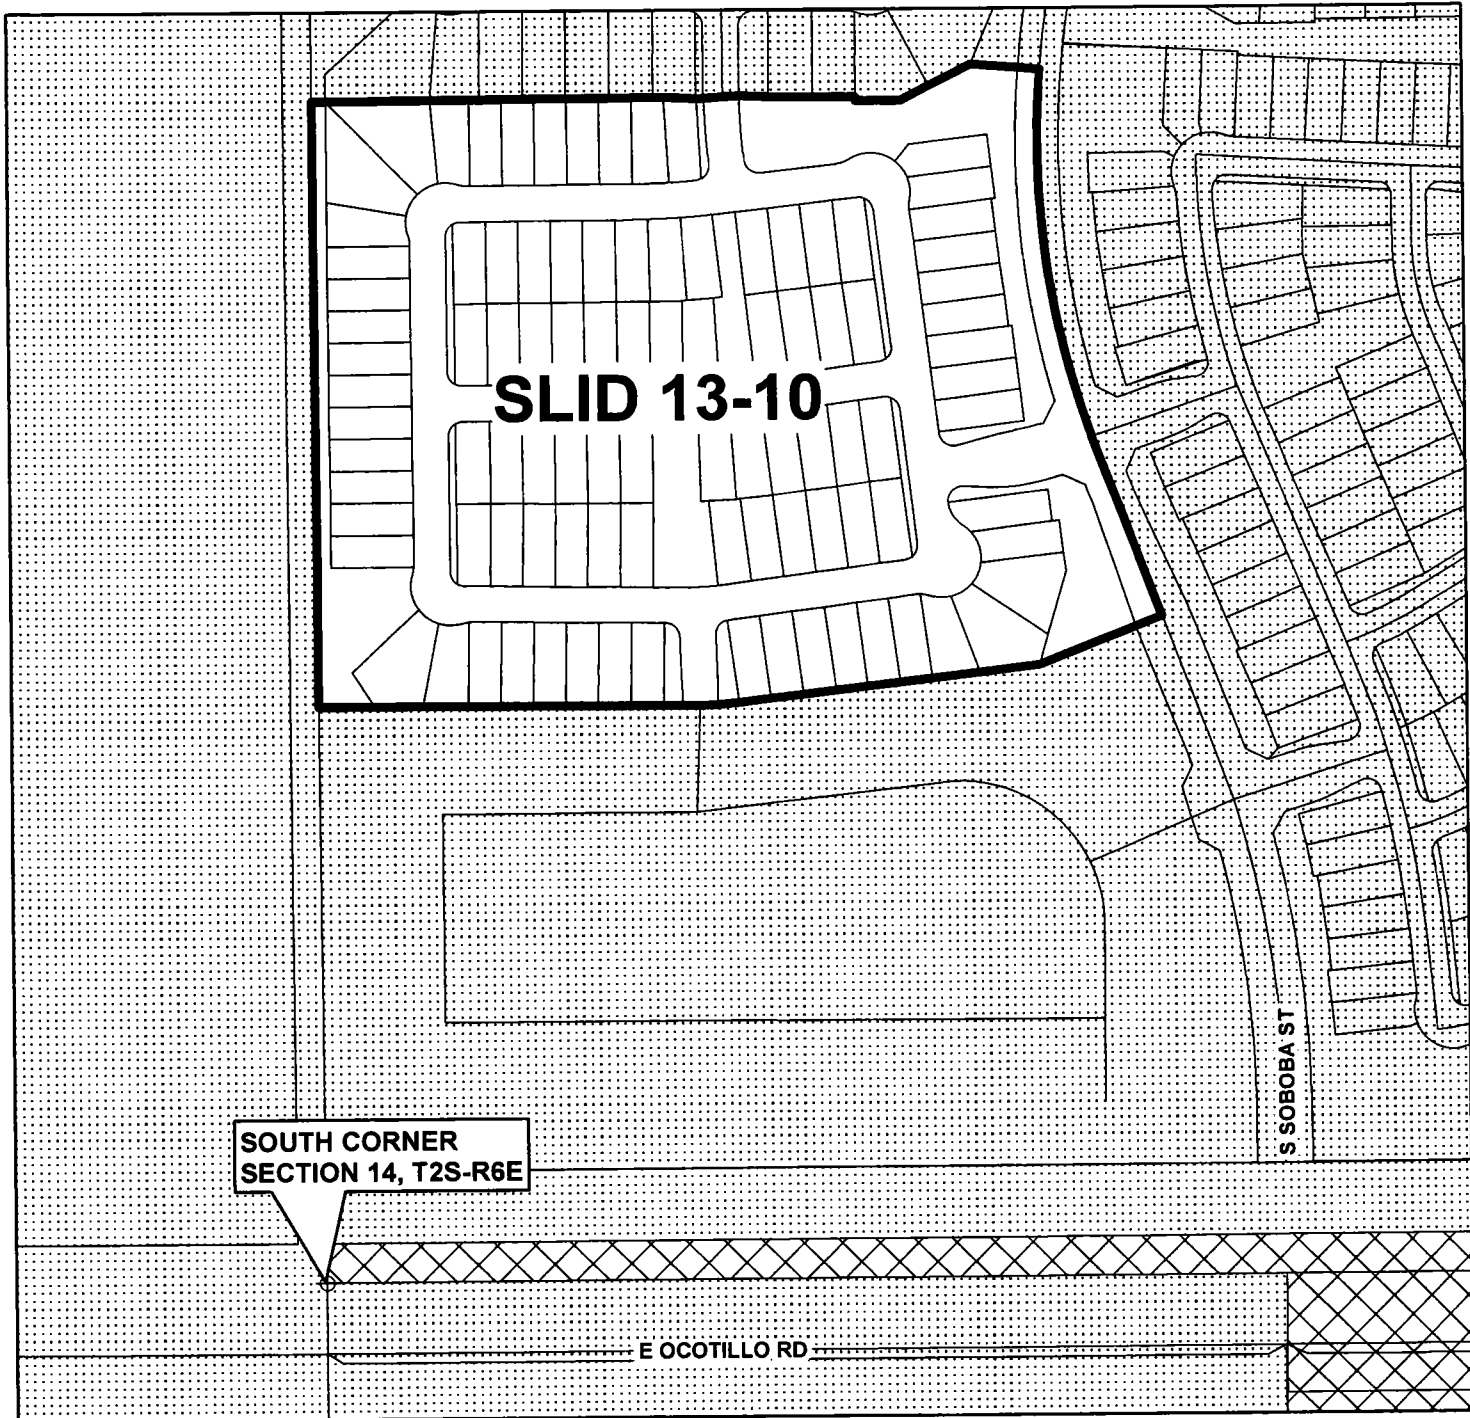 SLID 13-10
S SOBOBA ST
SOUTH CORNER
SECTION 14, T2S-R6E
E OCOTILLO RD